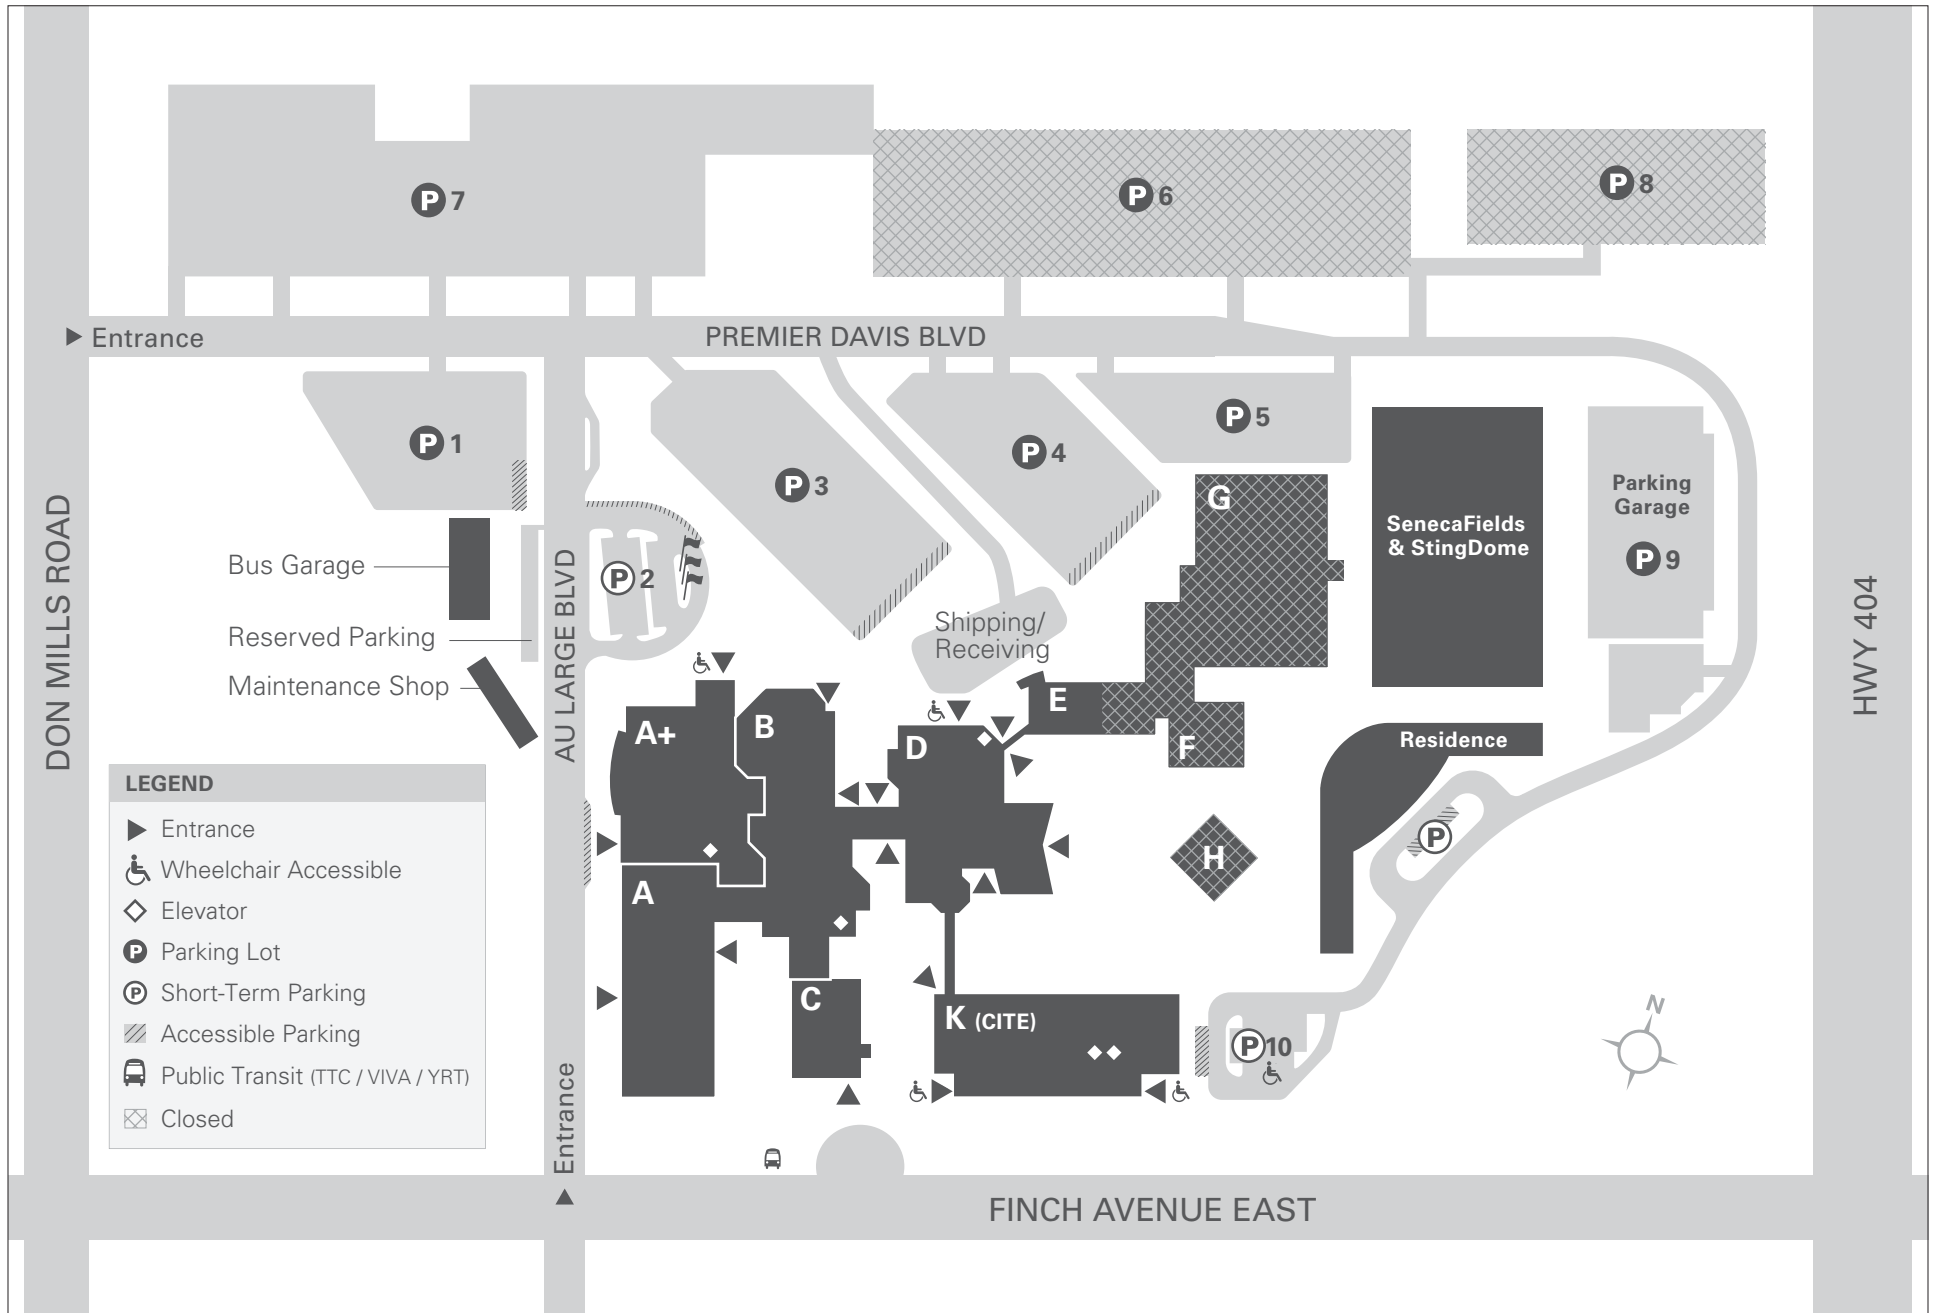 P 7
P 6
P 8
Entrance
PREMIER DAVIS BLVD
P 1
P 3
P 4
P 5
G
SenecaFields
& StingDome
Parking
Garage
P 9
DON MILLS ROAD
HWY 404
Bus Garage
P 2
Reserved Parking
Maintenance Shop
AU LARGE BLVD
Shipping/
Receiving
A+
B
D
E
F
Residence
P
H
A
C
K (CITE)
P 10
N
LEGEND
Entrance
Wheelchair Accessible
Elevator
P Parking Lot
P Short-Term Parking
Accessible Parking
Public Transit (TTC / VIVA / YRT)
Closed
Entrance
FINCH AVENUE EAST